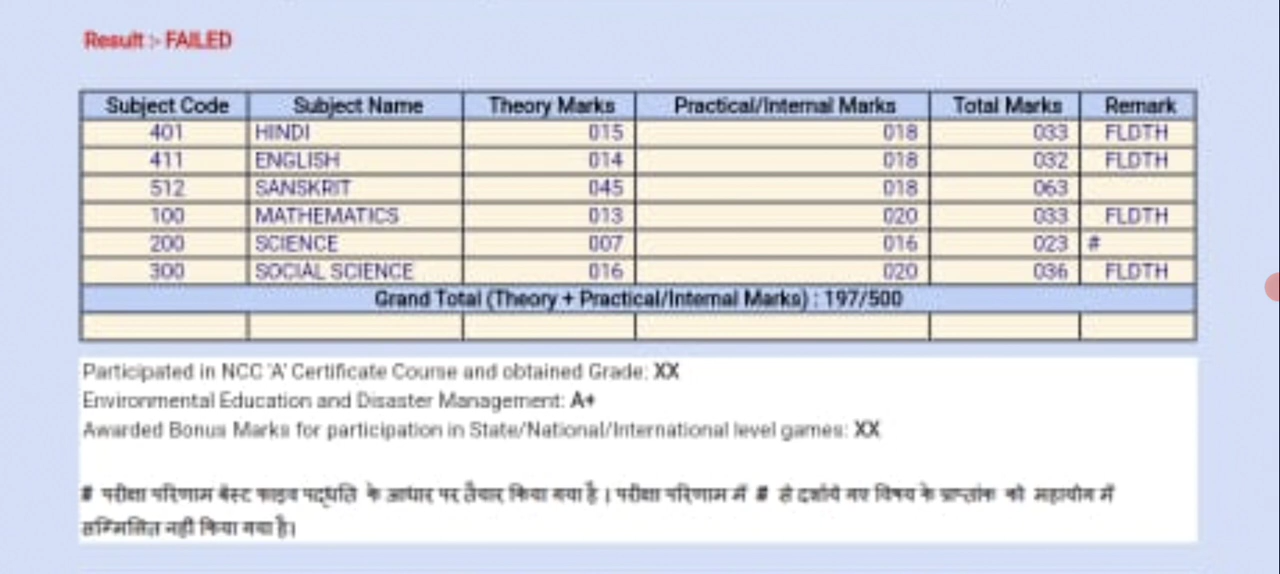 Result :- FAILED
Subject Code Subject Name Theory Marks Practical/Internal Marks Total Marks Remark
401 HINDI 015 018 033 FLDTH
411 ENGLISH 014 018 032 FLDTH
512 SANSKRIT 045 018 063
100 MATHEMATICS 013 020 033 FLDTH
200 SCIENCE 007 016 023 #
300 SOCIAL SCIENCE 016 020 036 FLDTH
Grand Total (Theory + Practical/Internal Marks) : 197/500
Participated in NCC 'A' Certificate Course and obtained Grade: XX
Environmental Education and Disaster Management: A+
Awarded Bonus Marks for participation in State/National/International level games: XX
# परीक्षा परिणाम बेस्ट फाइव पद्धति के आधार पर तैयार किया गया है । परीक्षा परिणाम में # से दर्शाये गए विषय के प्राप्तांक को महायोग में
सम्मिलित नहीं किया गया है।